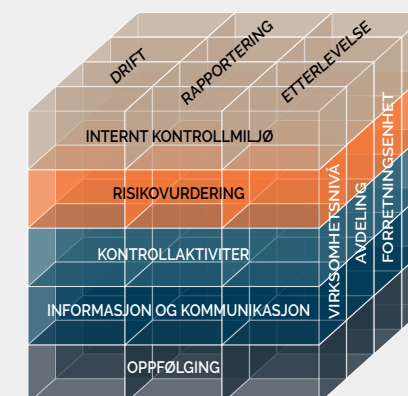 DRIFT
RAPPORTERING
ETTERLEVELSE
INTERNT KONTROLLMILJØ
RISIKOVURDERING
KONTROLLAKTIVITER
INFORMASJON OG KOMMUNIKASJON
OPPFØLGING
VIRKSOMHETSNIVÅ
AVDELING
FORRETNINGSENHET